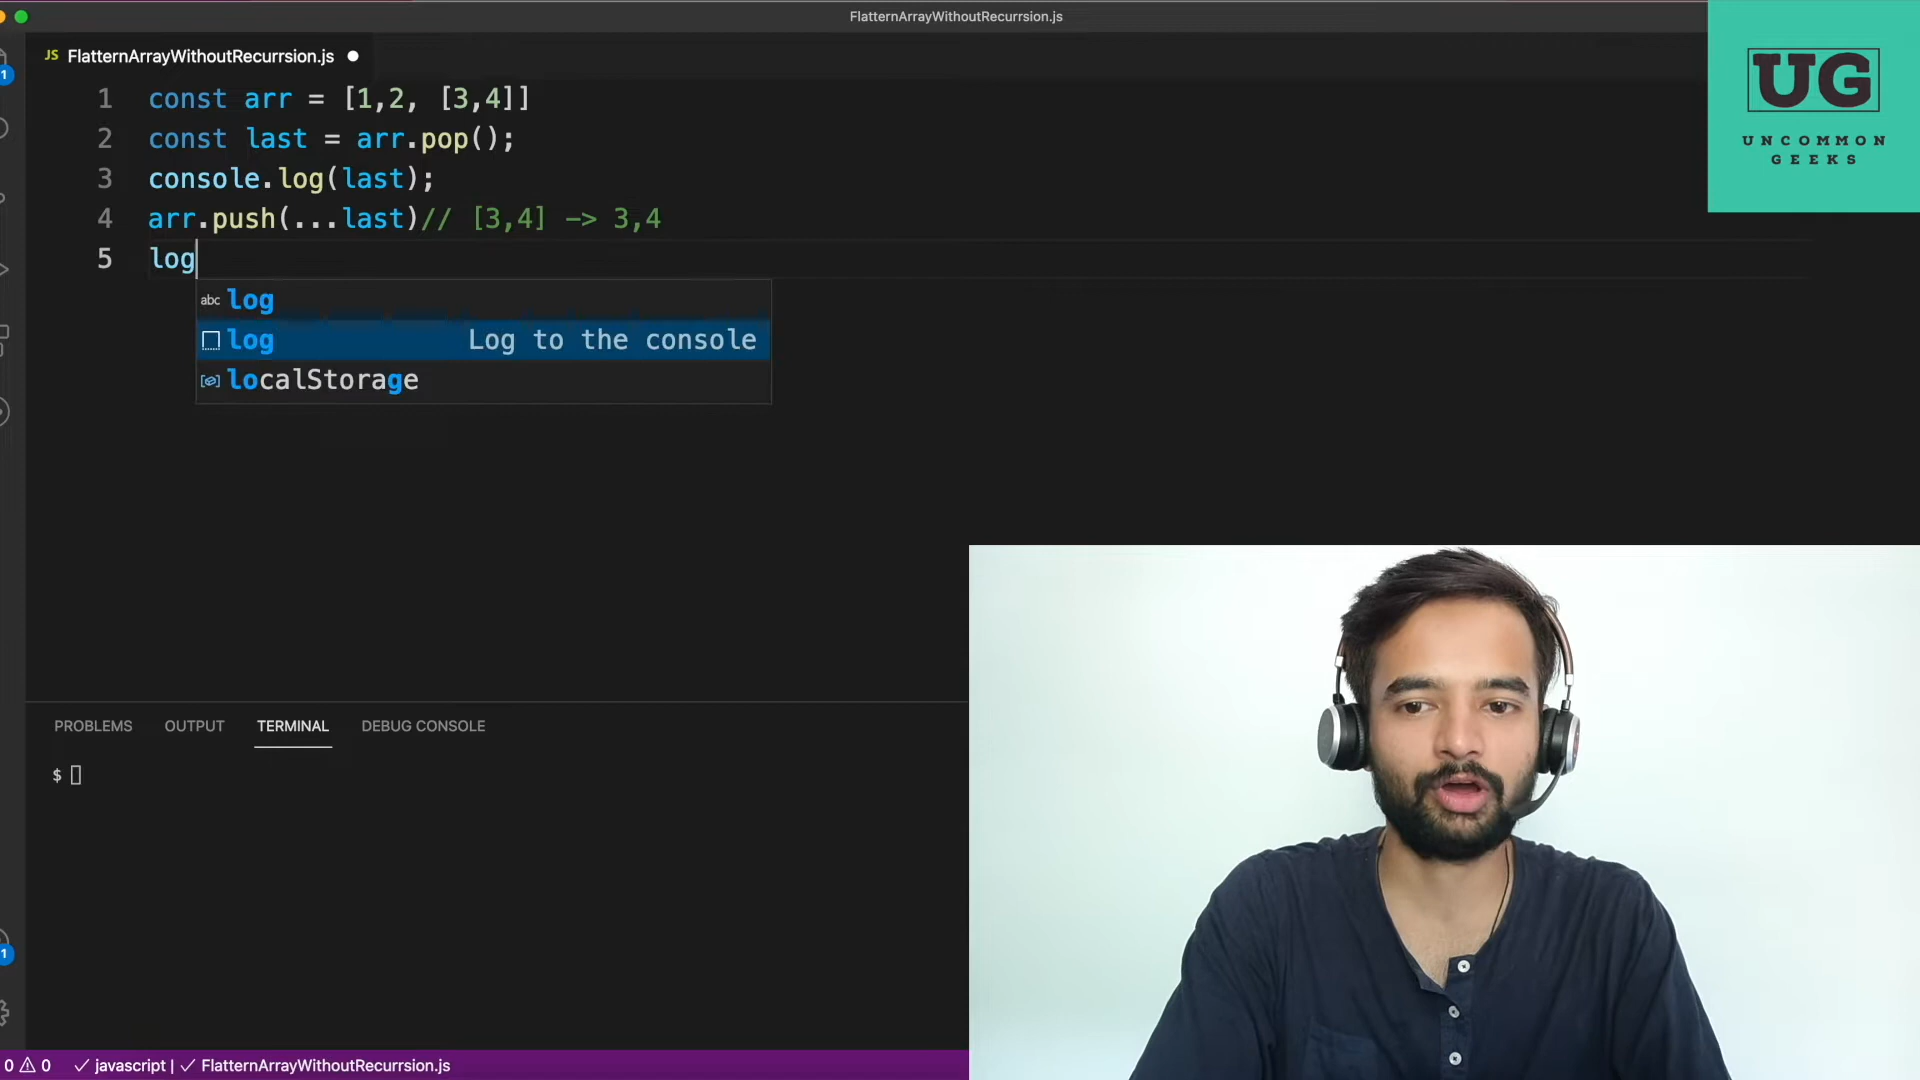 FlatternArrayWithoutRecurrsion.js
JS FlatternArrayWithoutRecurrsion.js
UG
UNCOMMON
GEEKS
1 const arr = [1,2, [3,4]]
2 const last = arr.pop();
3 console.log(last);
4 arr.push(...last)// [3,4] -> 3,4
5 log
abc log
log Log to the console
localStorage
1
PROBLEMS OUTPUT TERMINAL DEBUG CONSOLE
$
1
0 0 javascript | FlatternArrayWithoutRecurrsion.js